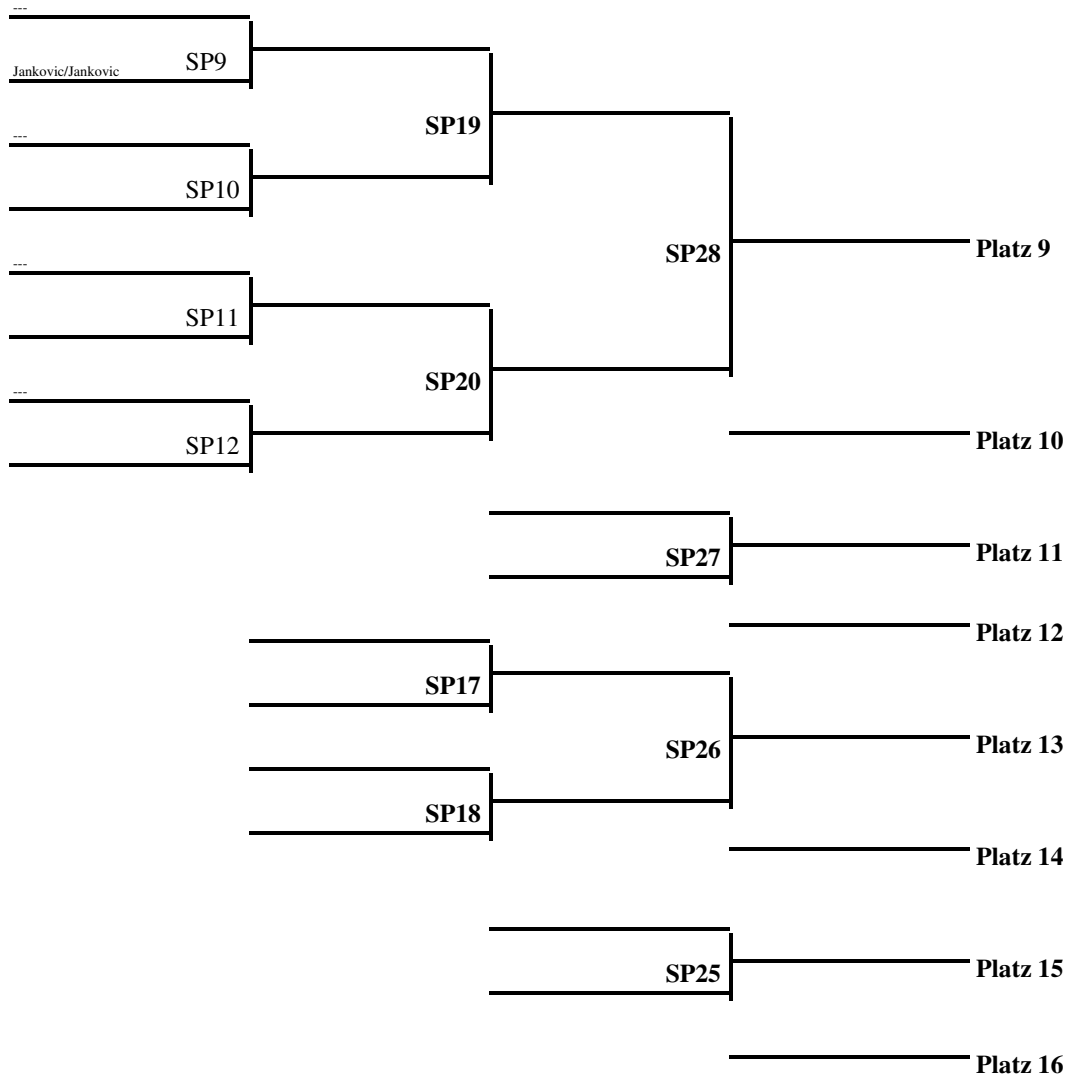 ---
SP9
Jankovic/Jankovic
SP19
---
SP10
SP28
Platz 9
---
SP11
SP20
---
SP12
Platz 10
SP27
Platz 11
Platz 12
SP17
SP26
Platz 13
SP18
Platz 14
SP25
Platz 15
Platz 16